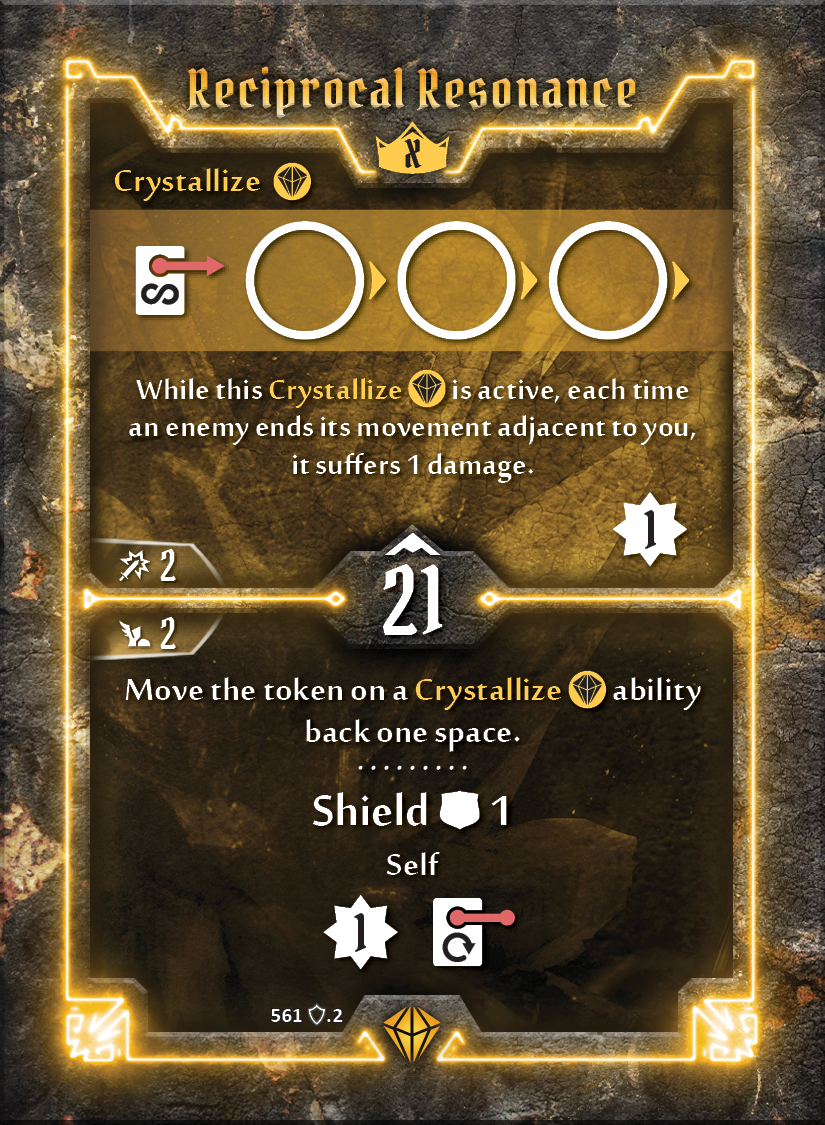 Reciprocal Resonance
X
Crystallize
While this Crystallize is active, each time
an enemy ends its movement adjacent to you,
it suffers 1 damage.
1
2
21
2
Move the token on a Crystallize ability
back one space.
Shield 1
Self
1
561 .2